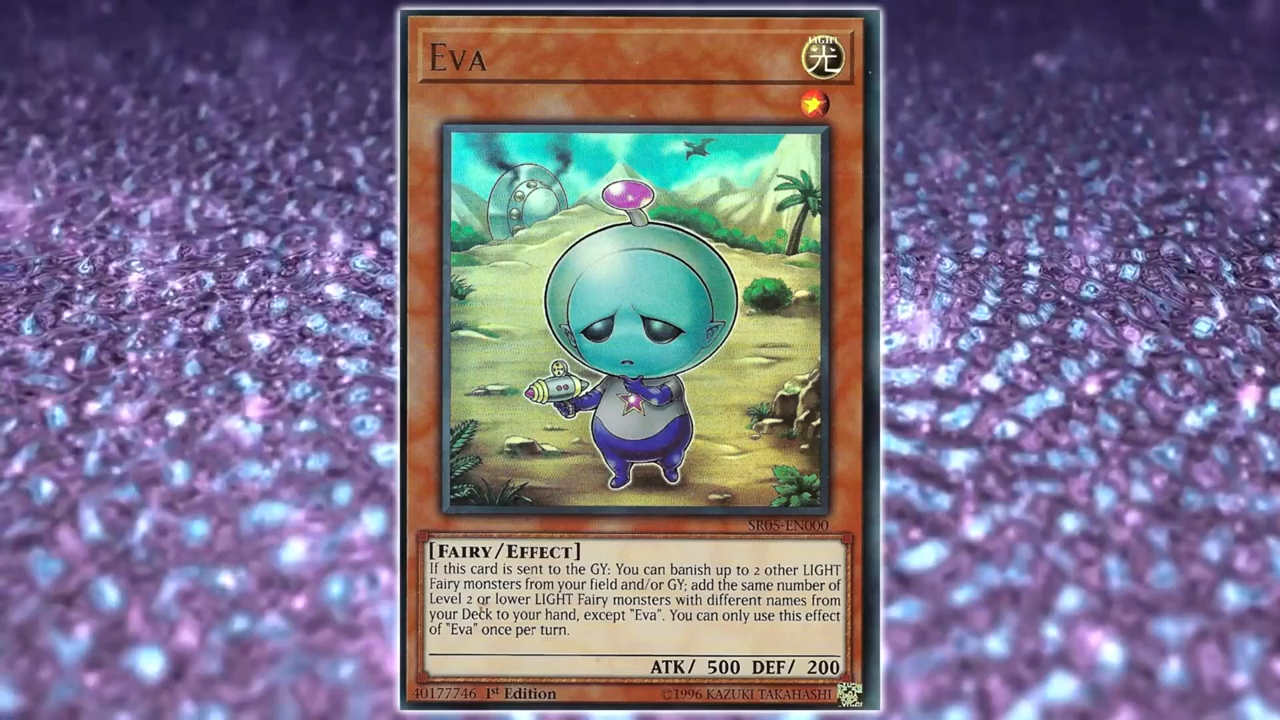 Eva
LIGHT
光
SR05-EN000
[Fairy/Effect]
If this card is sent to the GY: You can banish up to 2 other LIGHT
Fairy monsters from your field and/or GY; add the same number of
Level 2 or lower LIGHT Fairy monsters with different names from
your Deck to your hand, except "Eva". You can only use this effect
of "Eva" once per turn.
ATK/ 500 DEF/ 200
40177746 1st Edition ©1996 KAZUKI TAKAHASHI